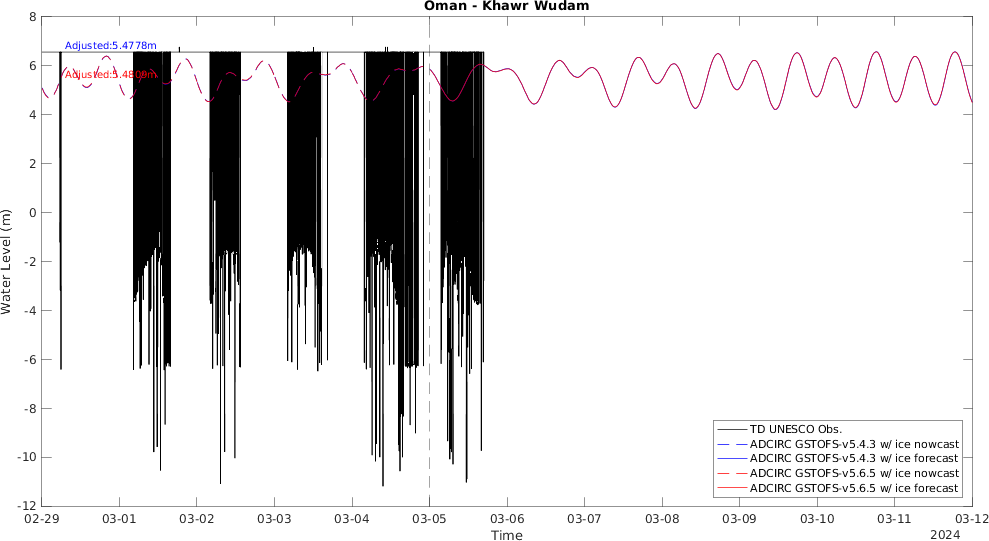 Oman - Khawr Wudam
8
6
4
2
0
-2
-4
-6
-8
-10
-12
Water Level (m)
Adjusted:5.4778m
TD UNESCO Obs.
ADCIRC GSTOFS-v5.4.3 w/ ice nowcast
ADCIRC GSTOFS-v5.4.3 w/ ice forecast
ADCIRC GSTOFS-v5.6.5 w/ ice nowcast
ADCIRC GSTOFS-v5.6.5 w/ ice forecast
02-29 03-01 03-02 03-03 03-04 03-05 03-06 03-07 03-08 03-09 03-10 03-11 03-12
Time
2024